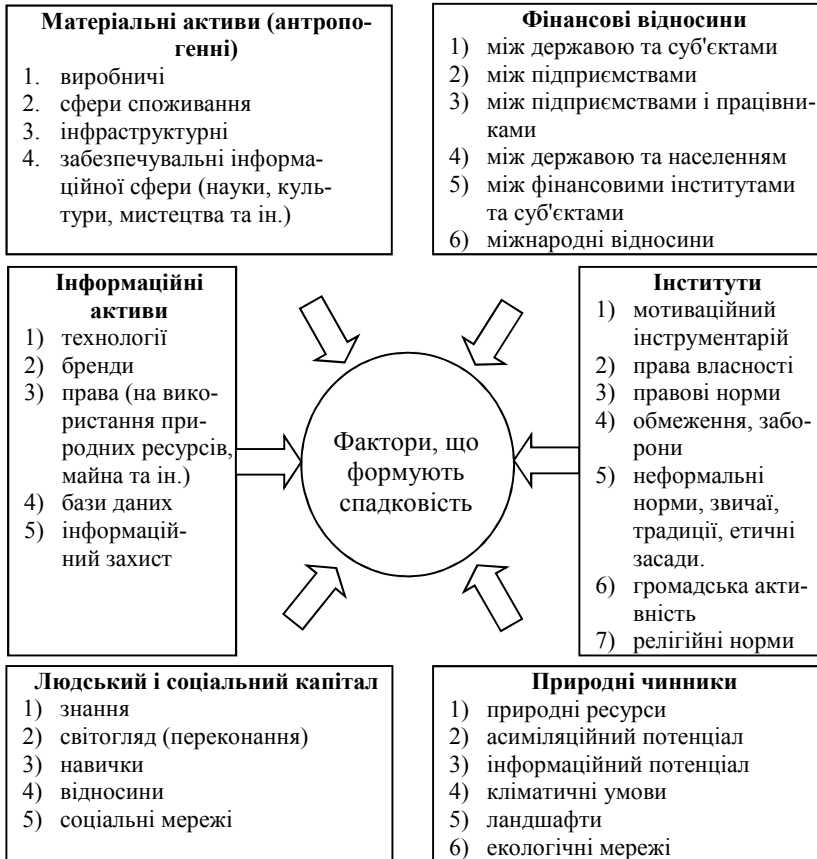 Матеріальні активи (антропо-
генні)
1. виробничі
2. сфери споживання
3. інфраструктурні
4. забезпечувальні інформа-
ційної сфери (науки, куль-
тури, мистецтва та ін.)
Фінансові відносини
1) між державою та суб'єктами
2) між підприємствами
3) між підприємствами і працівни-
ками
4) між державою та населенням
5) між фінансовими інститутами
та суб'єктами
6) міжнародні відносини
Інформаційні
активи
1) технології
2) бренди
3) права (на вико-
ристання при-
родних ресурсів,
майна та ін.)
4) бази даних
5) інформацій-
ний захист
Фактори, що
формують
спадковість
Інститути
1) мотиваційний
інструментарій
2) права власності
3) правові норми
4) обмеження, забо-
рони
5) неформальні
норми, звичаї,
традиції, етичні
засади.
6) громадська акти-
вність
7) релігійні норми
Людський і соціальний капітал
1) знання
2) світогляд (переконання)
3) навички
4) відносини
5) соціальні мережі
Природні чинники
1) природні ресурси
2) асиміляційний потенціал
3) інформаційний потенціал
4) кліматичні умови
5) ландшафти
6) екологічні мережі